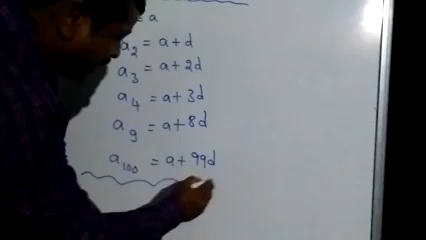 = a
a₂ = a + d
a₃ = a + 2d
a₄ = a + 3d
a₉ = a + 8d
a₁₀₀ = a + 99d